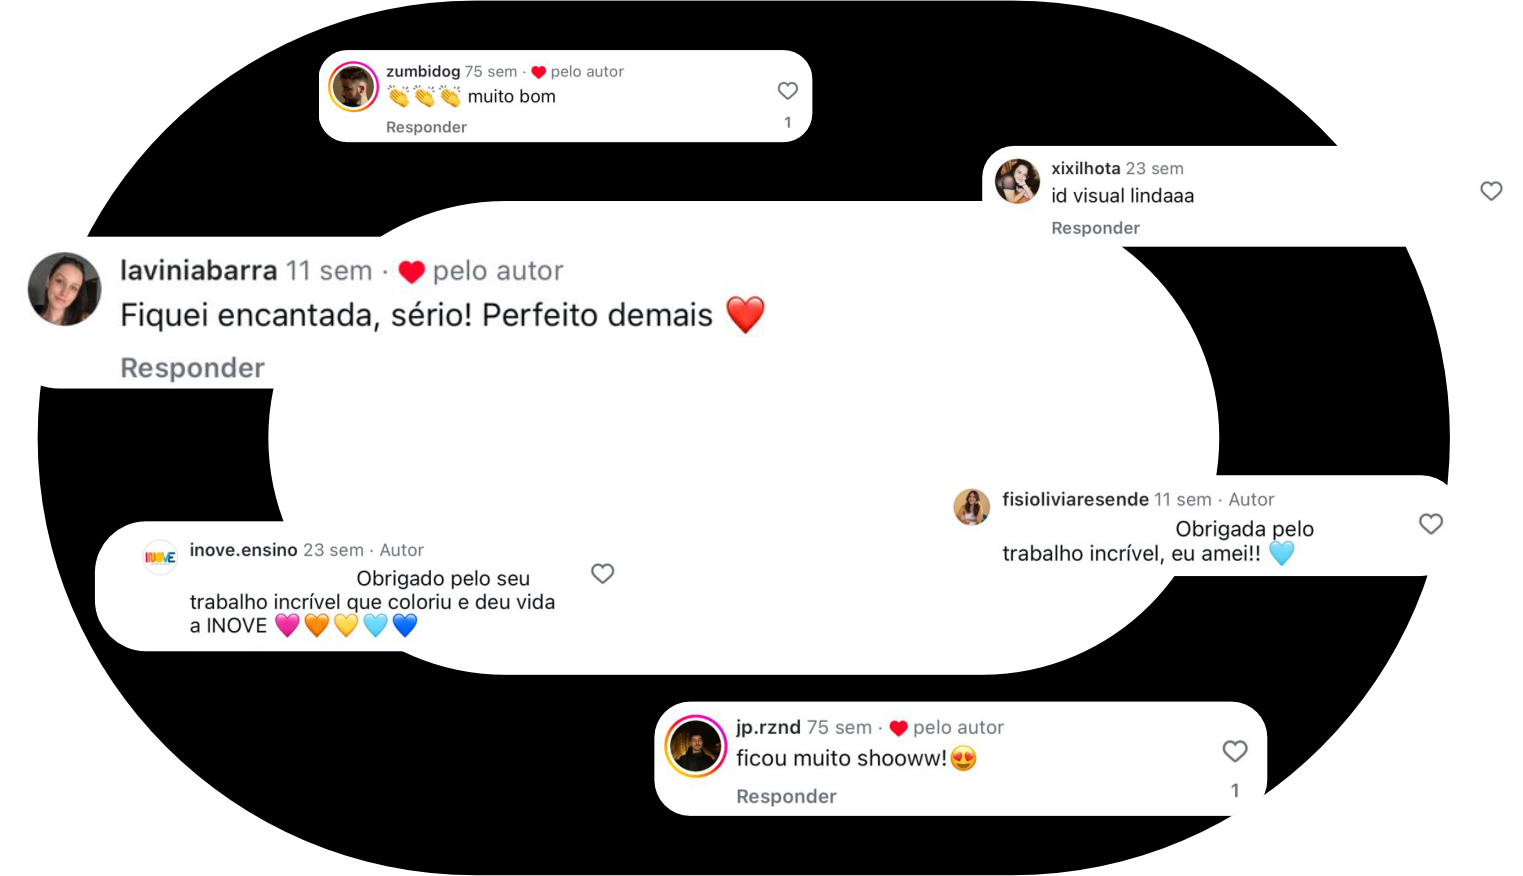 zumbidog 75 sem · ❤️ pelo autor
👏👏👏 muito bom
Responder
1
xixilhota 23 sem
id visual lindaaa
Responder
laviniabarra 11 sem · ❤️ pelo autor
Fiquei encantada, sério! Perfeito demais ❤️
Responder
fisioliviaresende 11 sem · Autor
Obrigada pelo
trabalho incrível, eu amei!! 🩵
INOVE
inove.ensino 23 sem · Autor
Obrigado pelo seu
trabalho incrível que coloriu e deu vida
a INOVE 🩷🧡💛🩵💙
jp.rznd 75 sem · ❤️ pelo autor
ficou muito shooww!😍
Responder
1